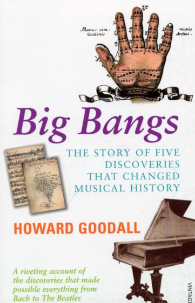 Big Bangs
THE STORY OF FIVE
DISCOVERIES
THAT CHANGED
MUSICAL HISTORY
HOWARD GOODALL
A riveting account of
the discoveries that made
possible everything from
Bach to The Beatles
VINTAGE